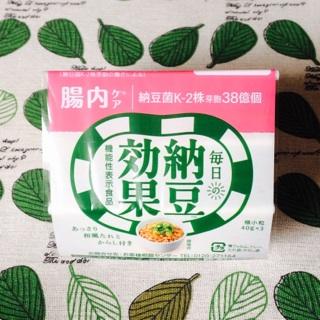 腸内ケア
納豆菌K-2株芽胞38億個
毎日の
納豆
効果
機能性表示食品
あっさり
和風たれと
からし付き
極小粒
40g×3